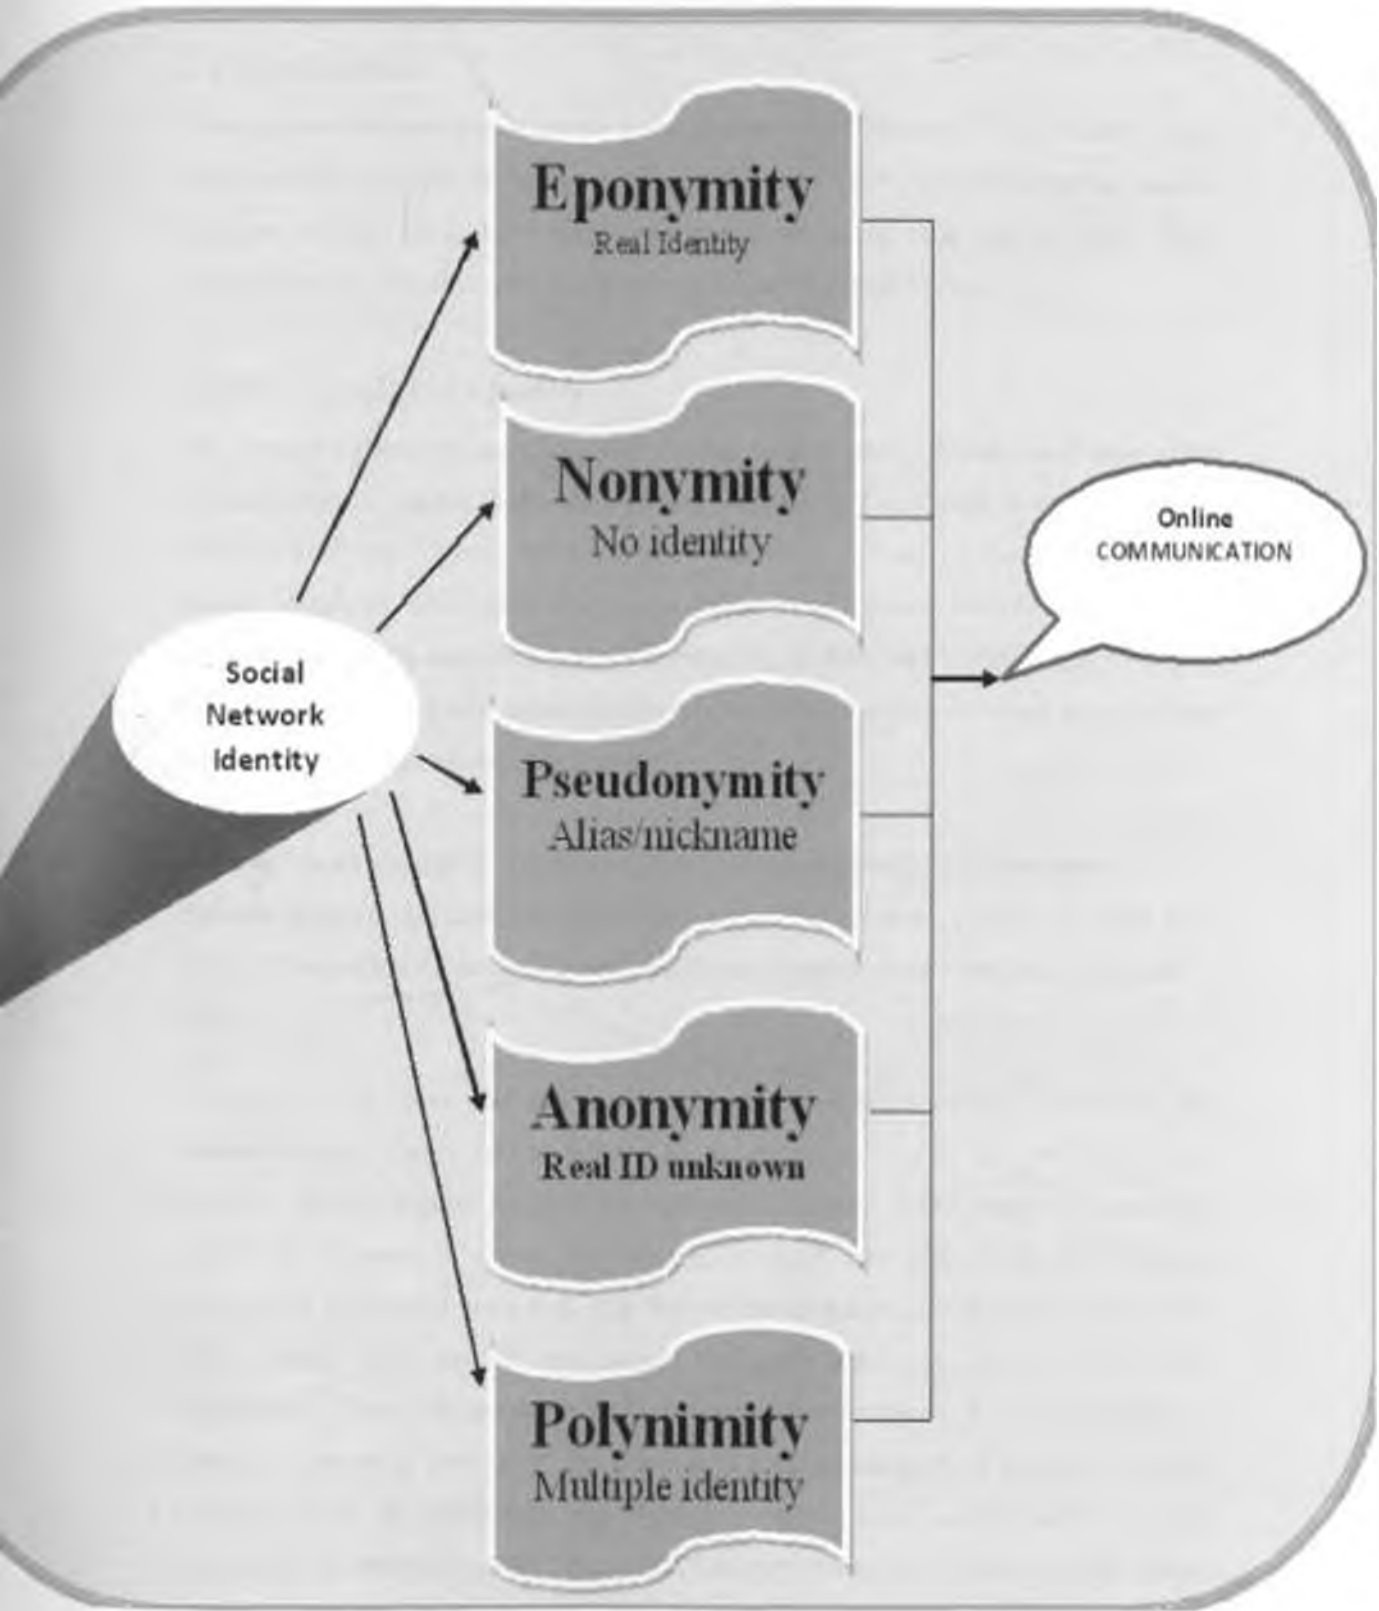 Eponymity
Real Identity
Nonymity
No identity
Online
COMMUNICATION
Social
Network
Identity
Pseudonymity
Alias/nickname
Anonymity
Real ID unknown
Polynimity
Multiple identity